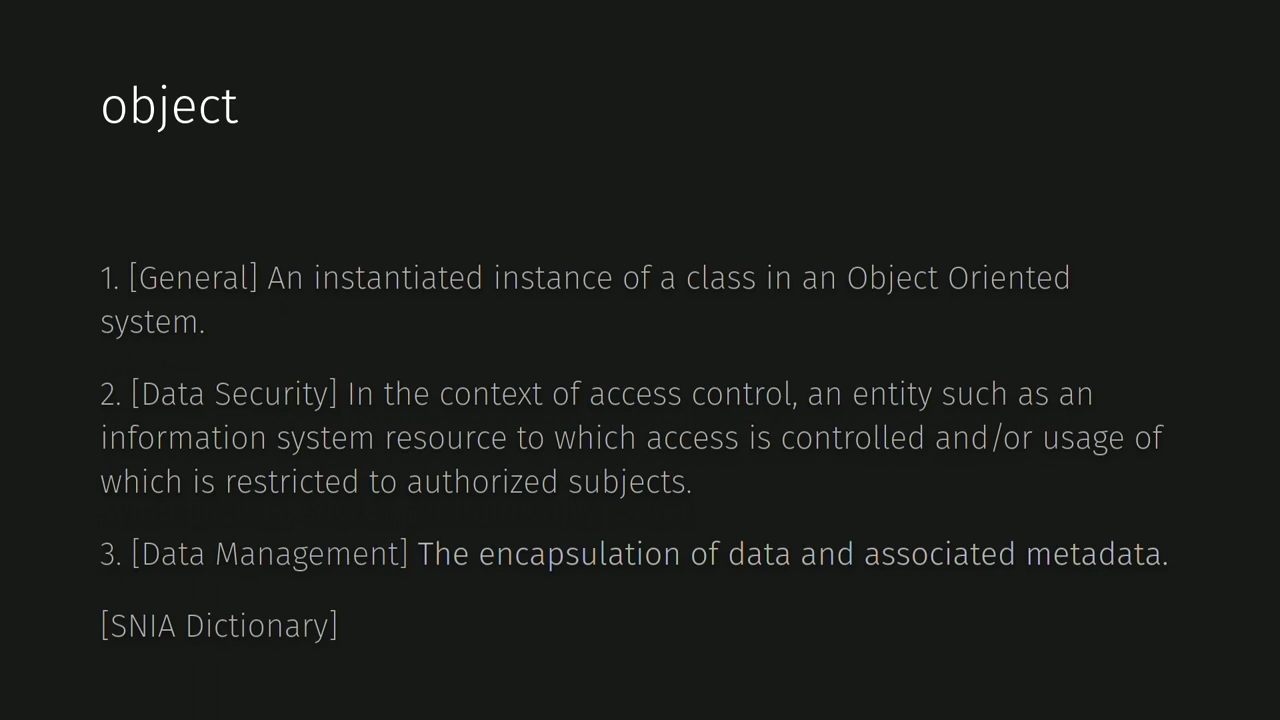 object
1. [General] An instantiated instance of a class in an Object Oriented
system.
2. [Data Security] In the context of access control, an entity such as an
information system resource to which access is controlled and/or usage of
which is restricted to authorized subjects.
3. [Data Management] The encapsulation of data and associated metadata.
[SNIA Dictionary]